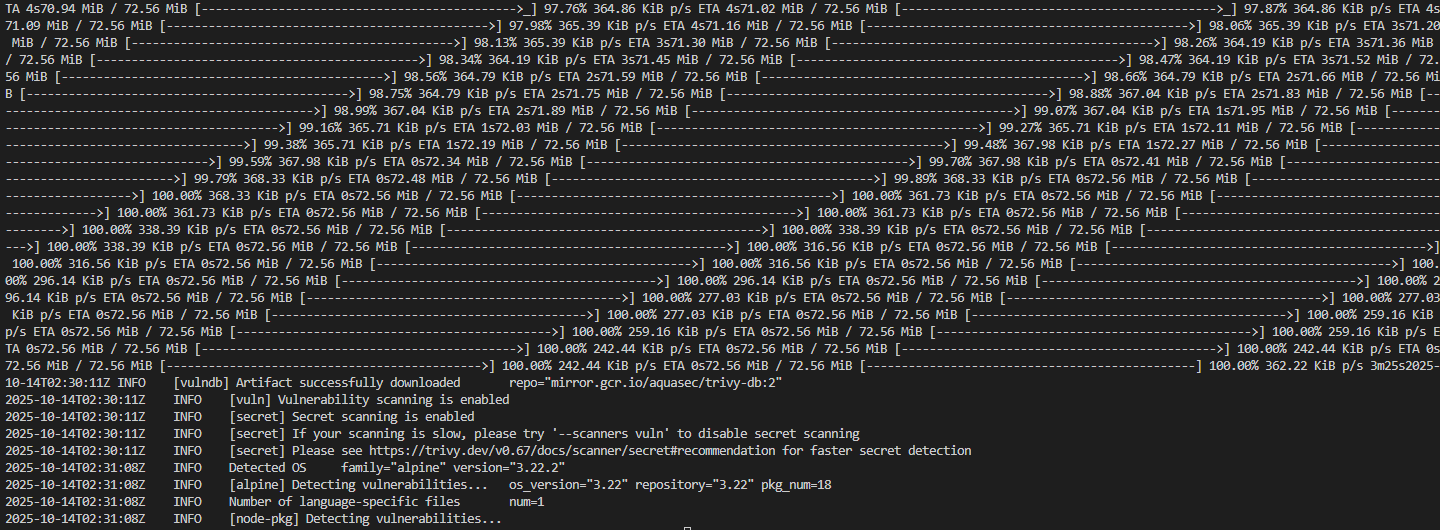 TA 4s70.94 MiB / 72.56 MiB [---------------------------------------------->_] 97.76% 364.86 KiB p/s ETA 4s71.02 MiB / 72.56 MiB [---------------------------------------------->_] 97.87% 364.86 KiB p/s ETA 4s
71.09 MiB / 72.56 MiB [---------------------------------------------->] 97.98% 365.39 KiB p/s ETA 4s71.16 MiB / 72.56 MiB [---------------------------------------------->] 98.06% 365.39 KiB p/s ETA 3s71.20
MiB / 72.56 MiB [---------------------------------------------->] 98.13% 365.39 KiB p/s ETA 3s71.30 MiB / 72.56 MiB [---------------------------------------------->] 98.26% 364.19 KiB p/s ETA 3s71.36 MiB
/ 72.56 MiB [---------------------------------------------->] 98.34% 364.19 KiB p/s ETA 3s71.45 MiB / 72.56 MiB [---------------------------------------------->] 98.47% 364.19 KiB p/s ETA 3s71.52 MiB / 72.
56 MiB [---------------------------------------------->] 98.56% 364.79 KiB p/s ETA 2s71.59 MiB / 72.56 MiB [---------------------------------------------->] 98.66% 364.79 KiB p/s ETA 2s71.66 MiB / 72.56 Mi
B [---------------------------------------------->] 98.75% 364.79 KiB p/s ETA 2s71.75 MiB / 72.56 MiB [---------------------------------------------->] 98.88% 367.04 KiB p/s ETA 2s71.83 MiB / 72.56 MiB [--
-------------------------------------------->] 98.99% 367.04 KiB p/s ETA 2s71.89 MiB / 72.56 MiB [---------------------------------------------->] 99.07% 367.04 KiB p/s ETA 1s71.95 MiB / 72.56 MiB [-------
--------------------------------------->] 99.16% 365.71 KiB p/s ETA 1s72.03 MiB / 72.56 MiB [---------------------------------------------->] 99.27% 365.71 KiB p/s ETA 1s72.11 MiB / 72.56 MiB [------------
---------------------------------->] 99.38% 365.71 KiB p/s ETA 1s72.19 MiB / 72.56 MiB [---------------------------------------------->] 99.48% 367.98 KiB p/s ETA 1s72.27 MiB / 72.56 MiB [-----------------
----------------------------->] 99.59% 367.98 KiB p/s ETA 0s72.34 MiB / 72.56 MiB [---------------------------------------------->] 99.70% 367.98 KiB p/s ETA 0s72.41 MiB / 72.56 MiB [----------------------
--------------------------->] 99.79% 368.33 KiB p/s ETA 0s72.48 MiB / 72.56 MiB [---------------------------------------------->] 99.89% 368.33 KiB p/s ETA 0s72.56 MiB / 72.56 MiB [---------------------------
------------------>] 100.00% 368.33 KiB p/s ETA 0s72.56 MiB / 72.56 MiB [---------------------------------------------->] 100.00% 361.73 KiB p/s ETA 0s72.56 MiB / 72.56 MiB [--------------------------------
------------->] 100.00% 361.73 KiB p/s ETA 0s72.56 MiB / 72.56 MiB [---------------------------------------------->] 100.00% 361.73 KiB p/s ETA 0s72.56 MiB / 72.56 MiB [-------------------------------------
-------->] 100.00% 338.39 KiB p/s ETA 0s72.56 MiB / 72.56 MiB [---------------------------------------------->] 100.00% 338.39 KiB p/s ETA 0s72.56 MiB / 72.56 MiB [------------------------------------------
--->] 100.00% 338.39 KiB p/s ETA 0s72.56 MiB / 72.56 MiB [---------------------------------------------->] 100.00% 316.56 KiB p/s ETA 0s72.56 MiB / 72.56 MiB [---------------------------------------------->]
100.00% 316.56 KiB p/s ETA 0s72.56 MiB / 72.56 MiB [---------------------------------------------->] 100.00% 316.56 KiB p/s ETA 0s72.56 MiB / 72.56 MiB [---------------------------------------------->] 100.
00% 296.14 KiB p/s ETA 0s72.56 MiB / 72.56 MiB [---------------------------------------------->] 100.00% 296.14 KiB p/s ETA 0s72.56 MiB / 72.56 MiB [---------------------------------------------->] 100.00% 2
96.14 KiB p/s ETA 0s72.56 MiB / 72.56 MiB [---------------------------------------------->] 100.00% 277.03 KiB p/s ETA 0s72.56 MiB / 72.56 MiB [---------------------------------------------->] 100.00% 277.03
KiB p/s ETA 0s72.56 MiB / 72.56 MiB [---------------------------------------------->] 100.00% 277.03 KiB p/s ETA 0s72.56 MiB / 72.56 MiB [---------------------------------------------->] 100.00% 259.16 KiB
p/s ETA 0s72.56 MiB / 72.56 MiB [---------------------------------------------->] 100.00% 259.16 KiB p/s ETA 0s72.56 MiB / 72.56 MiB [---------------------------------------------->] 100.00% 259.16 KiB p/s E
TA 0s72.56 MiB / 72.56 MiB [---------------------------------------------->] 100.00% 242.44 KiB p/s ETA 0s72.56 MiB / 72.56 MiB [---------------------------------------------->] 100.00% 242.44 KiB p/s ETA 0s
72.56 MiB / 72.56 MiB [---------------------------------------------->] 100.00% 242.44 KiB p/s ETA 0s72.56 MiB / 72.56 MiB [-------------------------------------------------] 100.00% 362.22 KiB p/s 3m25s2025-
10-14T02:30:11Z INFO [vulndb] Artifact successfully downloaded repo="mirror.gcr.io/aquasec/trivy-db:2"
2025-10-14T02:30:11Z INFO [vuln] Vulnerability scanning is enabled
2025-10-14T02:30:11Z INFO [secret] Secret scanning is enabled
2025-10-14T02:30:11Z INFO [secret] If your scanning is slow, please try '--scanners vuln' to disable secret scanning
2025-10-14T02:30:11Z INFO [secret] Please see https://trivy.dev/v0.67/docs/scanner/secret#recommendation for faster secret detection
2025-10-14T02:31:08Z INFO Detected OS family="alpine" version="3.22.2"
2025-10-14T02:31:08Z INFO [alpine] Detecting vulnerabilities... os_version="3.22" repository="3.22" pkg_num=18
2025-10-14T02:31:08Z INFO Number of language-specific files num=1
2025-10-14T02:31:08Z INFO [node-pkg] Detecting vulnerabilities...